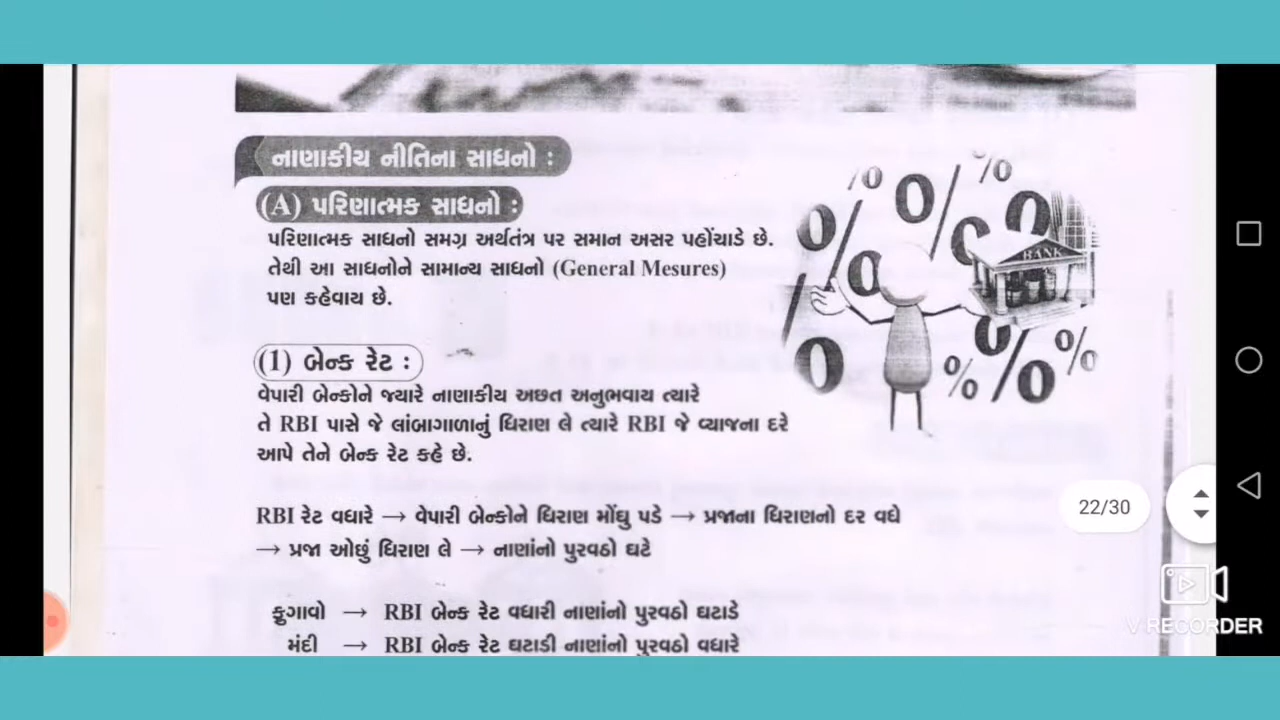 નાણાકીય નીતિના સાધનો :
(A) પરિણાત્મક સાધનો :
પરિણાત્મક સાધનો સમગ્ર અર્થતંત્ર પર સમાન અસર પહોંચાડે છે.
તેથી આ સાધનોને સામાન્ય સાધનો (General Mesures)
પણ કહેવાય છે.
BANK
(1) બેન્ક રેટ :
વેપારી બેન્કોને જ્યારે નાણાકીય અછત અનુભવાય ત્યારે
તે RBI પાસે જે લાંબાગાળાનું ધિરાણ લે ત્યારે RBI જે વ્યાજના દરે
આપે તેને બેન્ક રેટ કહે છે.
RBI રેટ વધારે → વેપારી બેન્કોને ધિરાણ મોંઘુ પડે → પ્રજાના ધિરાણનો દર વધે
→ પ્રજા ઓછું ધિરાણ લે → નાણાંનો પુરવઠો ઘટે
ફુગાવો → RBI બેન્ક રેટ વધારી નાણાંનો પુરવઠો ઘટાડે
મંદી → RBI બેન્ક રેટ ઘટાડી નાણાંનો પુરવઠો વધારે
22/30
V RECORDER